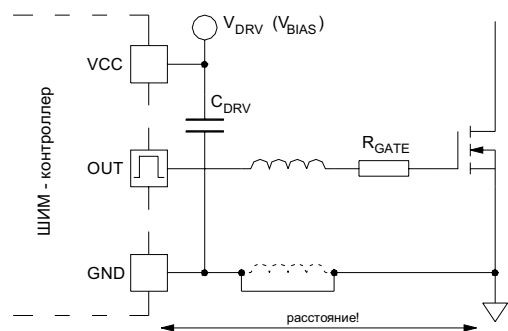 V_DRV (V_BIAS)
VCC
C_DRV
ШИМ - контроллер
R_GATE
OUT
GND
расстояние!